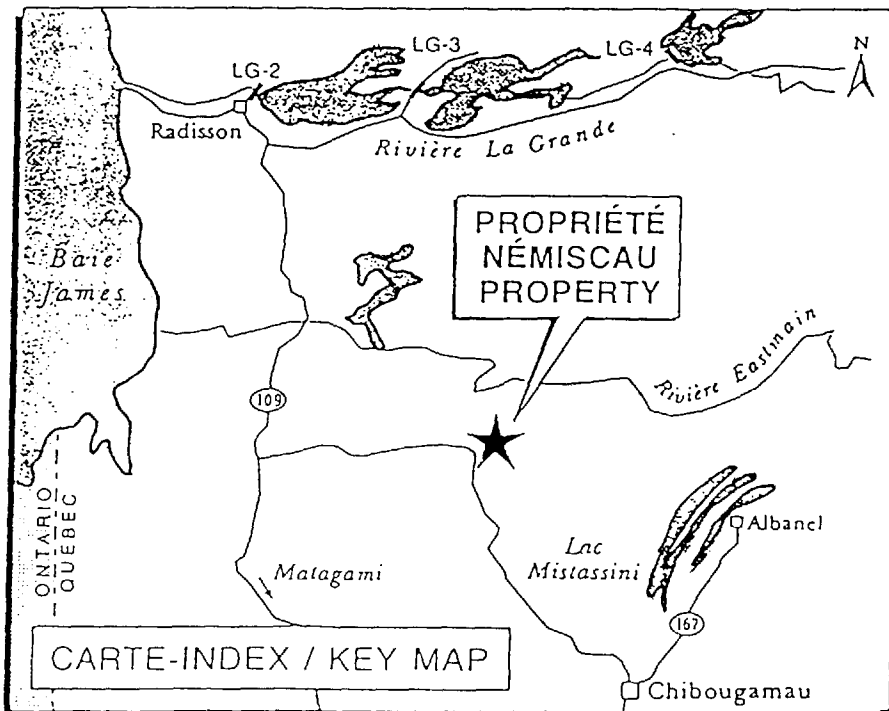 LG-2
LG-3
LG-4
N
Radisson
Rivière La Grande
PROPRIÉTÉ
NÉMISCAU
PROPERTY
Baie
James
Rivière Eastmain
109
ONTARIO
QUEBEC
Matagami
Lac
Mistassini
Albanel
167
CARTE-INDEX / KEY MAP
Chibougamau